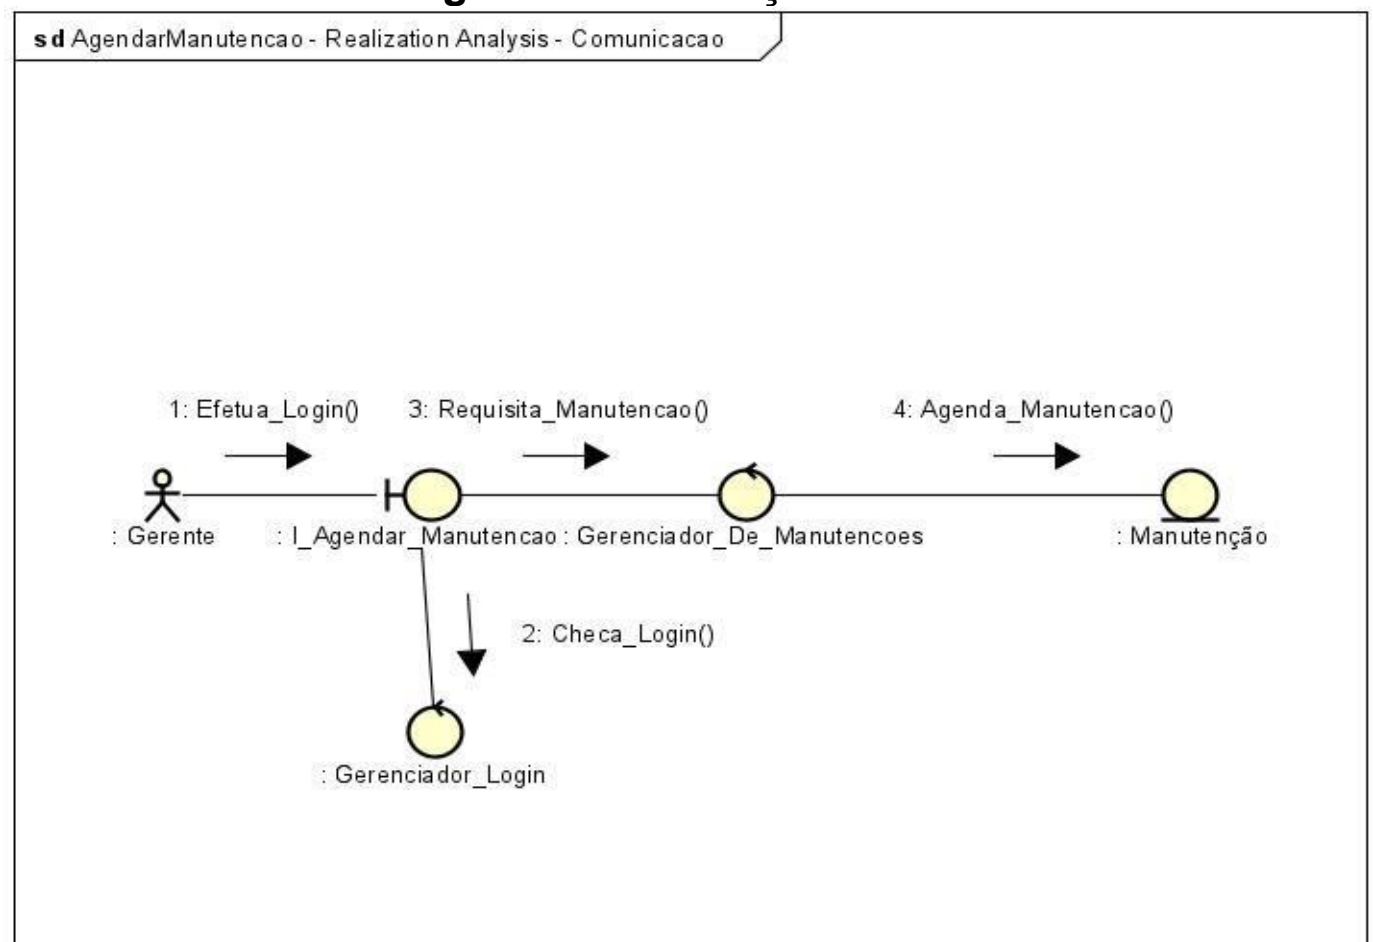 sd AgendarManutencao - Realization Analysis - Comunicacao
1: Efetua_Login()
3: Requisita_Manutencao()
4: Agenda_Manutencao()
: Gerente
: I_Agendar_Manutencao
: Gerenciador_De_Manutencoes
: Manutenção
2: Checa_Login()
: Gerenciador_Login